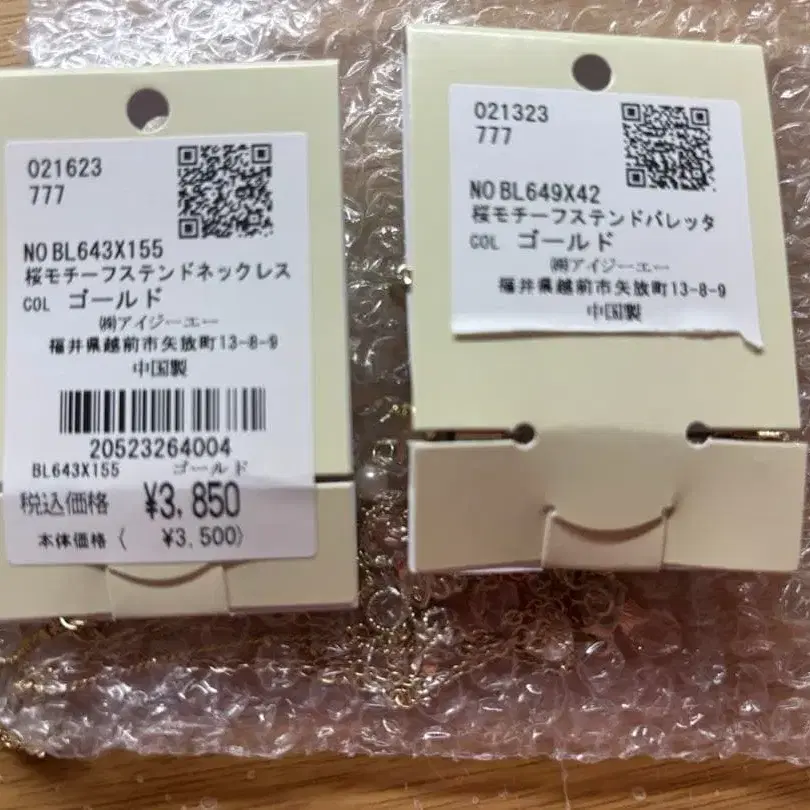 021623
777
NO BL643X155
桜モチーフステンドネックレス
COL ゴールド
㈱アイジーエー
福井県越前市矢放町13-8-9
中国製
20523264004
BL643X155 ゴールド
税込価格 ¥3,850
本体価格( ¥3,500)
021323
777
NO BL649X42
桜モチーフステンドバレッタ
COL ゴールド
㈱アイジーエー
福井県越前市矢放町13-8-9
中国製